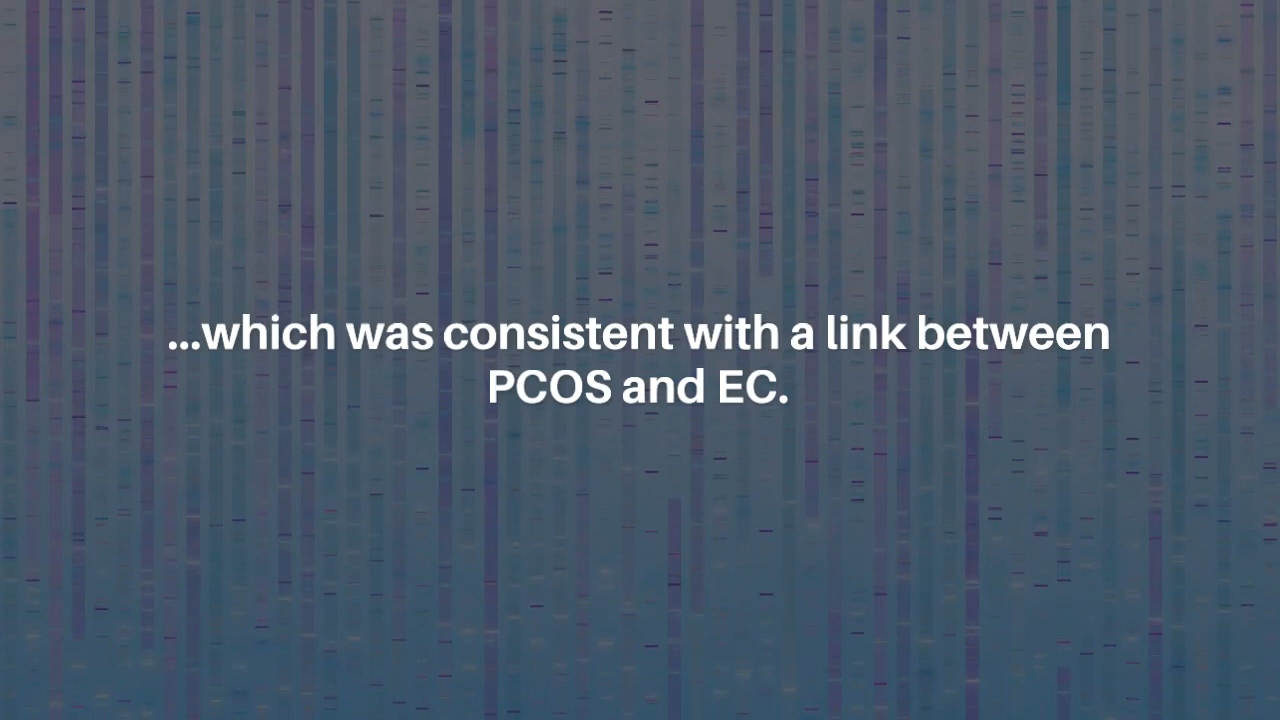 ...which was consistent with a link between
PCOS and EC.